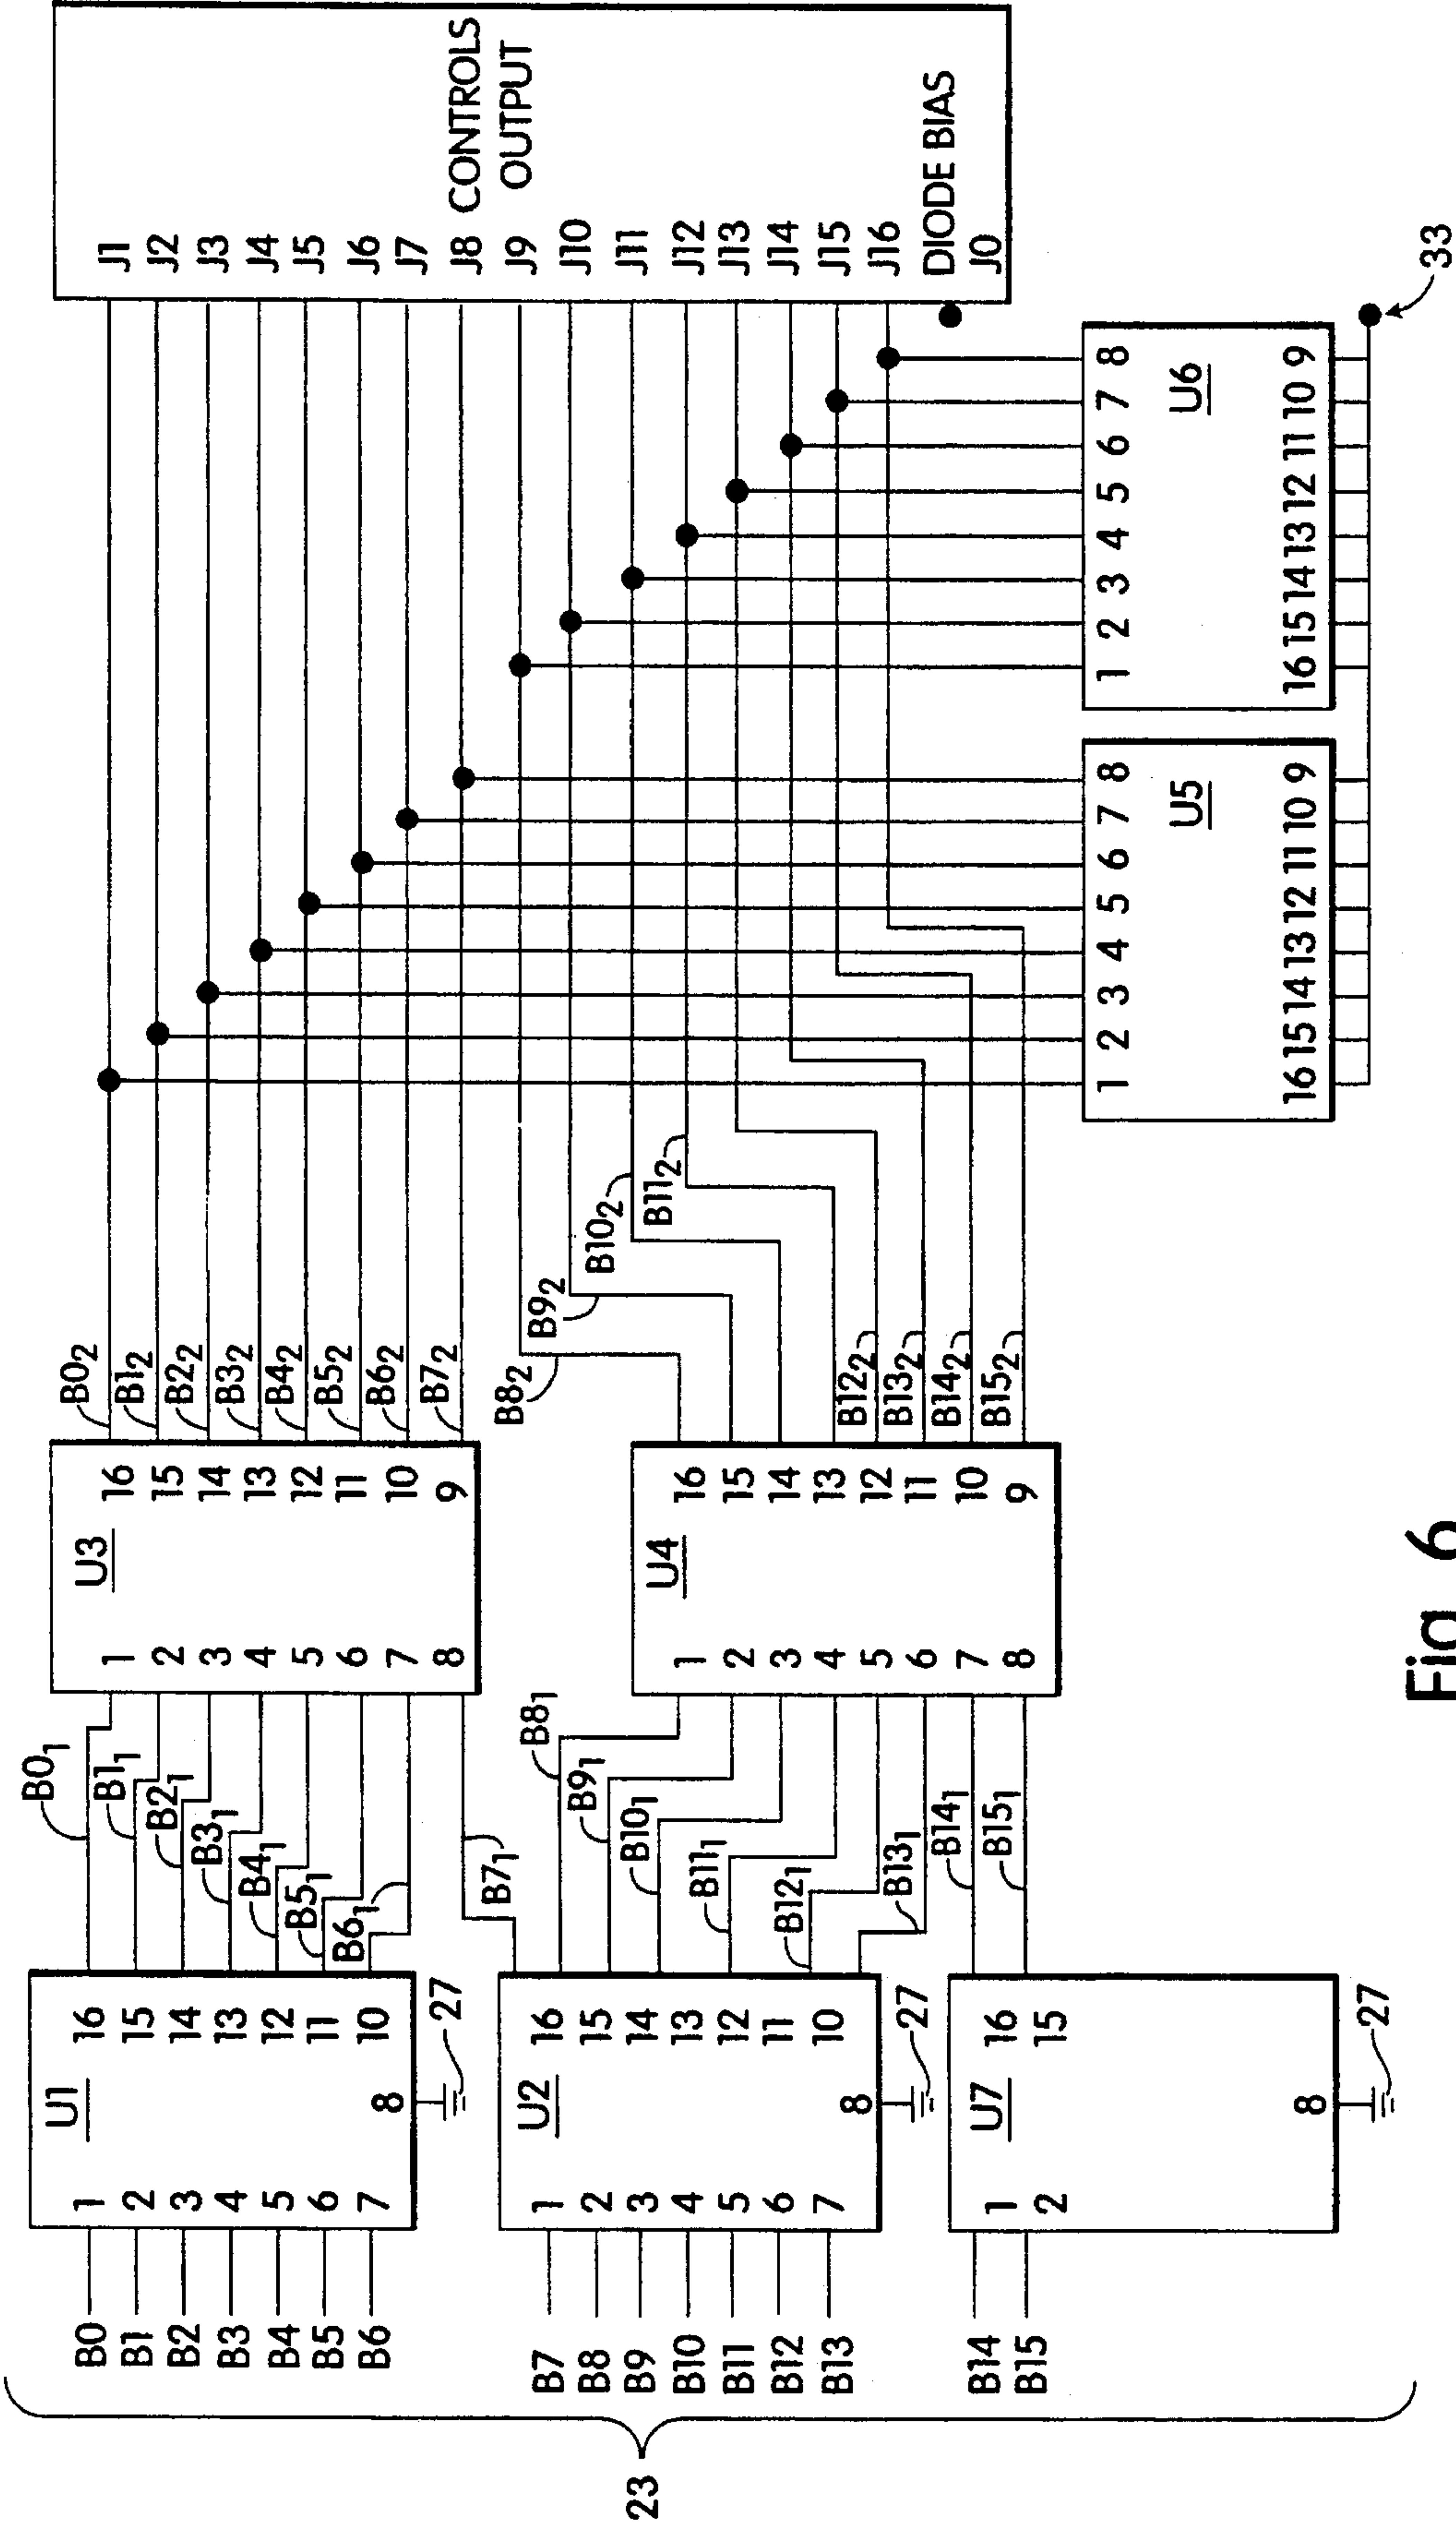 23
B0
B1
B2
B3
B4
B5
B6
B7
B8
B9
B10
B11
B12
B13
B14
B15
U1
1 16
2 15
3 14
4 13
5 12
6 11
7 10
8
27
U2
1 16
2 15
3 14
4 13
5 12
6 11
7 10
8
27
U7
1 16
2 15
8
27
B0₁
B1₁
B2₁
B3₁
B4₁
B5₁
B6₁
B7₁
B8₁
B9₁
B10₁
B11₁
B12₁
B13₁
B14₁
B15₁
U3
1 16
2 15
3 14
4 13
5 12
6 11
7 10
8 9
U4
1 16
2 15
3 14
4 13
5 12
6 11
7 10
8 9
B0₂
B1₂
B2₂
B3₂
B4₂
B5₂
B6₂
B7₂
B8₂
B9₂
B10₂
B11₂
B12₂
B13₂
B14₂
B15₂
1 2 3 4 5 6 7 8
U5
16 15 14 13 12 11 10 9
1 2 3 4 5 6 7 8
U6
16 15 14 13 12 11 10 9
33
J1
J2
J3
J4
J5
J6
J7
J8
J9
J10
J11
J12
J13
J14
J15
J16
CONTROLS
OUTPUT
DIODE BIAS
J0
Fig. 6